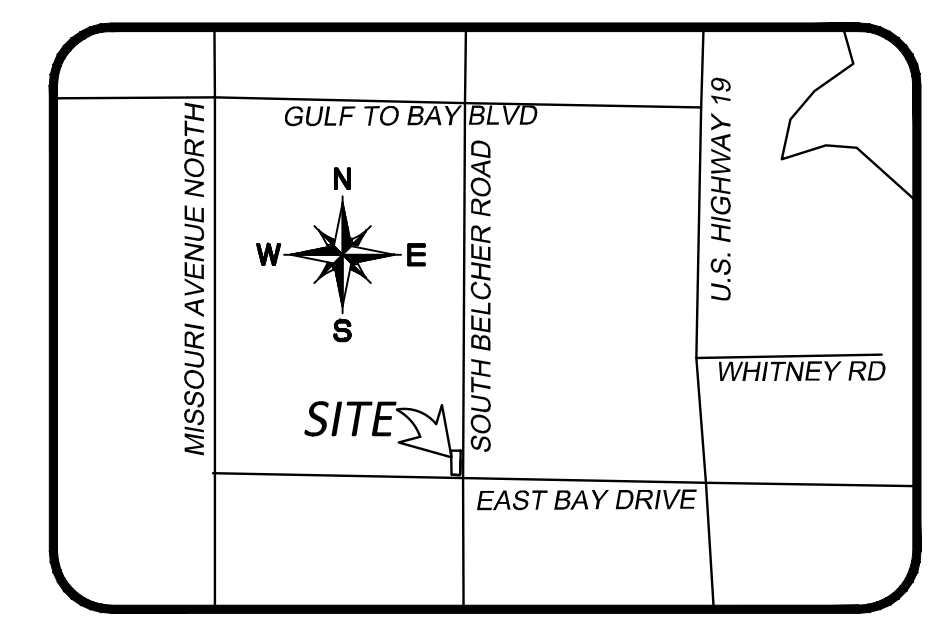 GULF TO BAY BLVD
MISSOURI AVENUE NORTH
SOUTH BELCHER ROAD
U.S. HIGHWAY 19
N
W
E
S
WHITNEY RD
SITE
EAST BAY DRIVE